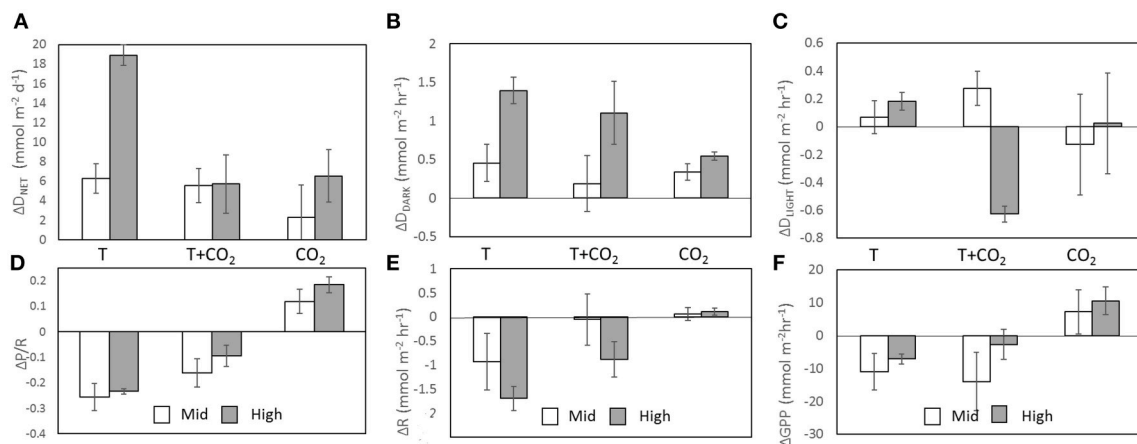 A
ΔD_NET (mmol m⁻² d⁻¹)
20
18
16
14
12
10
8
6
4
2
0
T
T+CO₂
CO₂
B
ΔD_DARK (mmol m⁻² hr⁻¹)
2
1.5
1
0.5
0
-0.5
T
T+CO₂
CO₂
C
ΔD_LIGHT (mmol m⁻² hr⁻¹)
0.6
0.4
0.2
0
-0.2
-0.4
-0.6
-0.8
T
T+CO₂
CO₂
D
ΔP/R
0.2
0.1
0
-0.1
-0.2
-0.3
-0.4
Mid
High
E
ΔR (mmol m⁻² hr⁻¹)
1
0.5
0
-0.5
-1
-1.5
2
Mid
High
F
ΔGPP (mmol m⁻²hr⁻¹)
20
10
0
-10
-20
-30
Mid
High